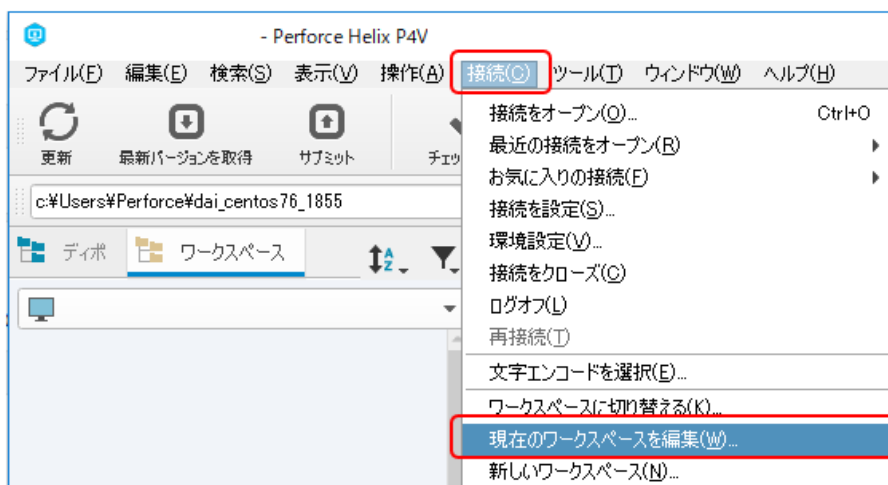 - Perforce Helix P4V
ファイル(F) 編集(E) 検索(S) 表示(V) 操作(A) 接続(C) ツール(T) ウィンドウ(W) ヘルプ(H)
更新 最新バージョンを取得 サブミット チェッ
c:¥Users¥Perforce¥dai_centos76_1855
ディポ ワークスペース
接続をオープン(O)... Ctrl+O
最近の接続をオープン(R)
お気に入りの接続(F)
接続を設定(S)...
環境設定(V)...
接続をクローズ(C)
ログオフ(L)
再接続(T)
文字エンコードを選択(E)...
ワークスペースに切り替える(K)...
現在のワークスペースを編集(W)...
新しいワークスペース(N)...